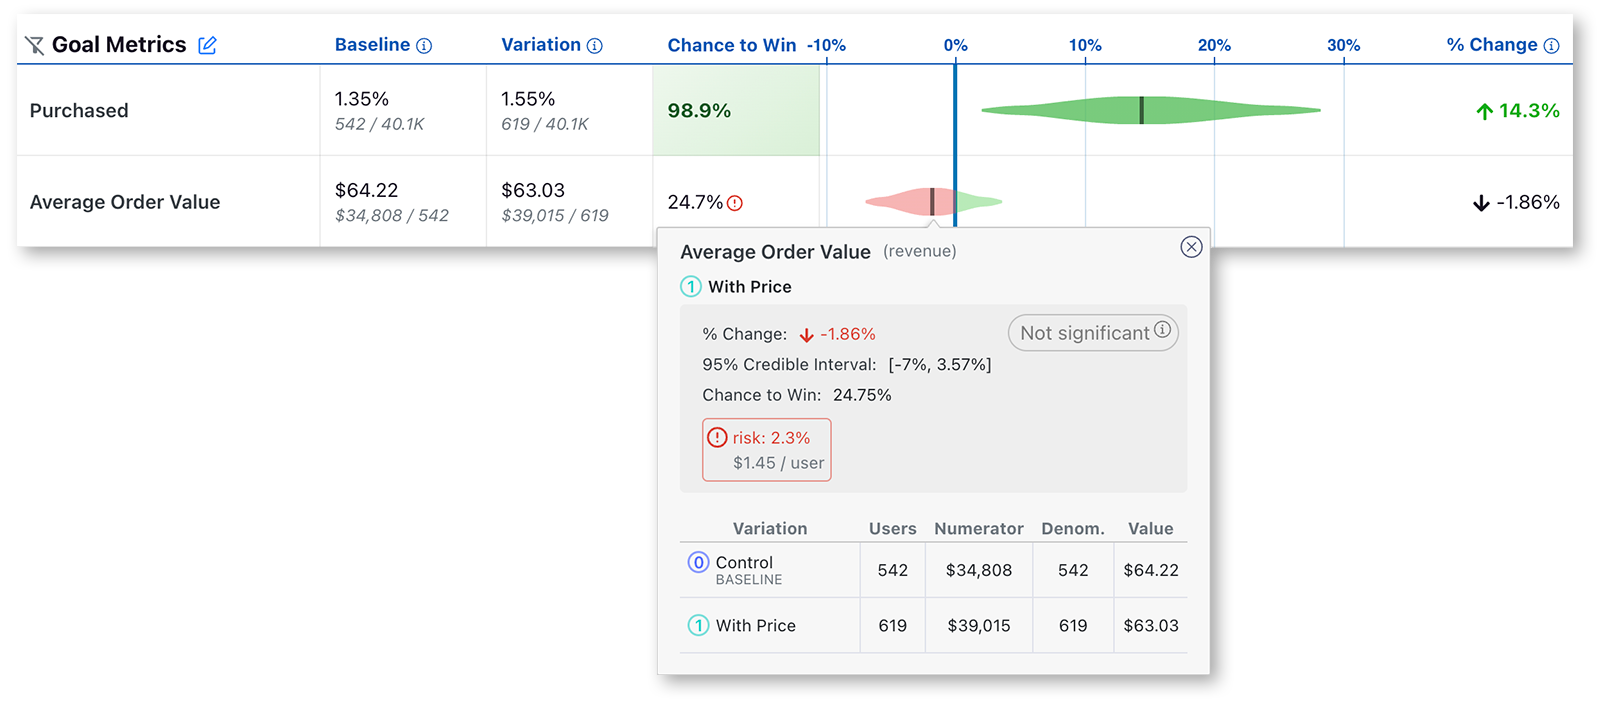 Goal Metrics Baseline Variation Chance to Win -10% 0% 10% 20% 30% % Change
Purchased 1.35% 1.55% 98.9% 14.3%
542 / 40.1K 619 / 40.1K
Average Order Value $64.22 $63.03 24.7% -1.86%
$34,808 / 542 $39,015 / 619
Average Order Value (revenue)
1 With Price
% Change: -1.86% Not significant
95% Credible Interval: [-7%, 3.57%]
Chance to Win: 24.75%
risk: 2.3%
$1.45 / user
Variation Users Numerator Denom. Value
0 Control 542 $34,808 542 $64.22
BASELINE
1 With Price 619 $39,015 619 $63.03